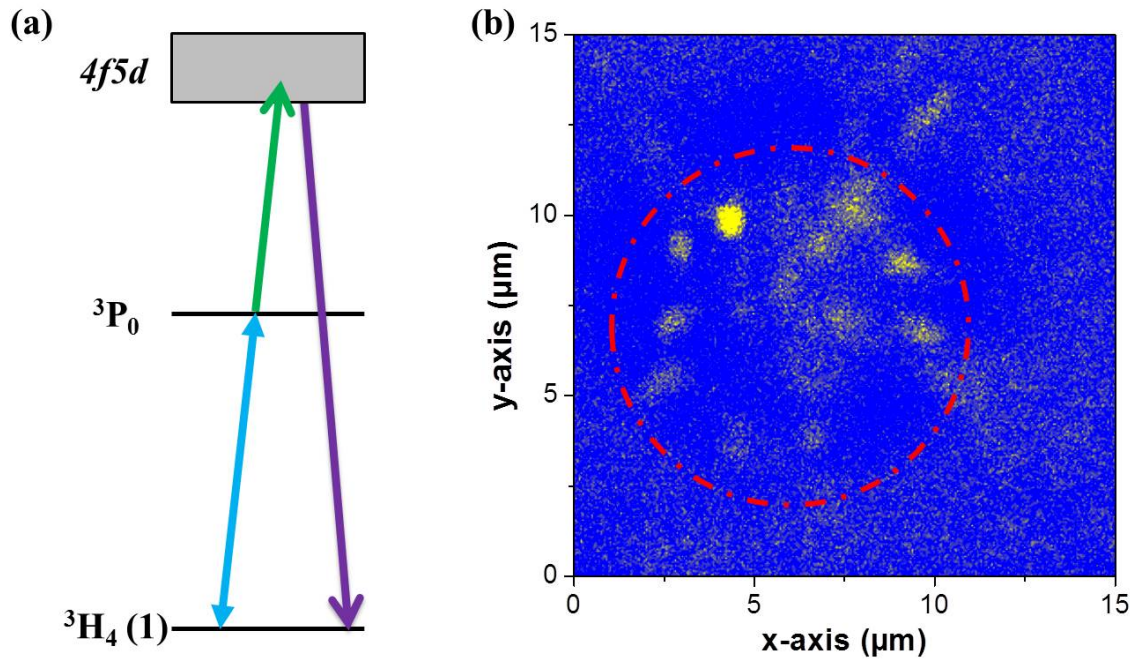 (a)
4f5d
³P₀
³H₄ (1)
(b)
15
10
5
0
y-axis (µm)
0
5
10
15
x-axis (µm)